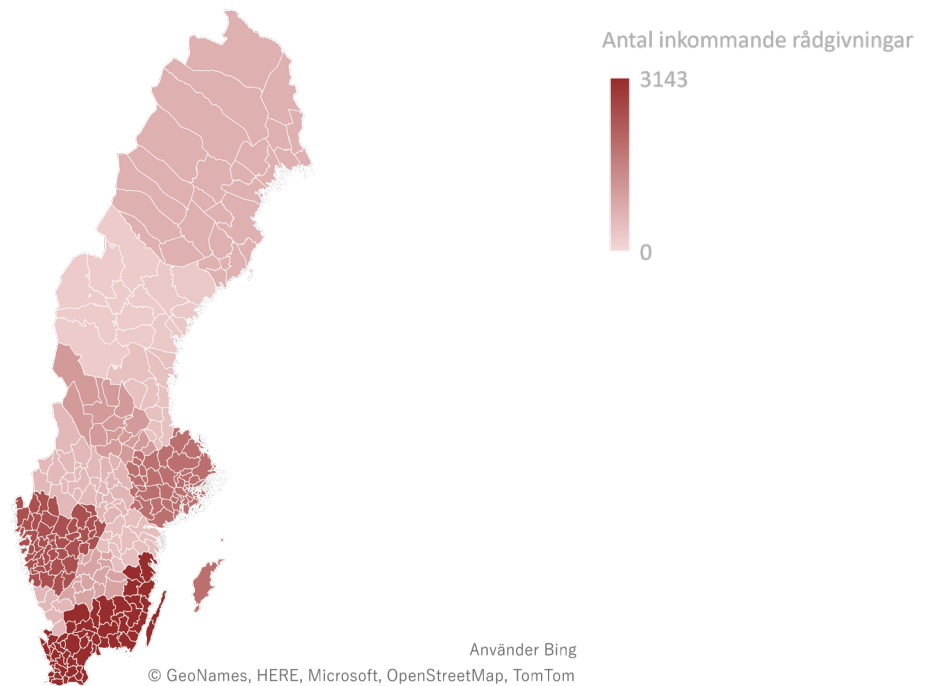 Antal inkommande rådgivningar
3143
0
Använder Bing
© GeoNames, HERE, Microsoft, OpenStreetMap, TomTom